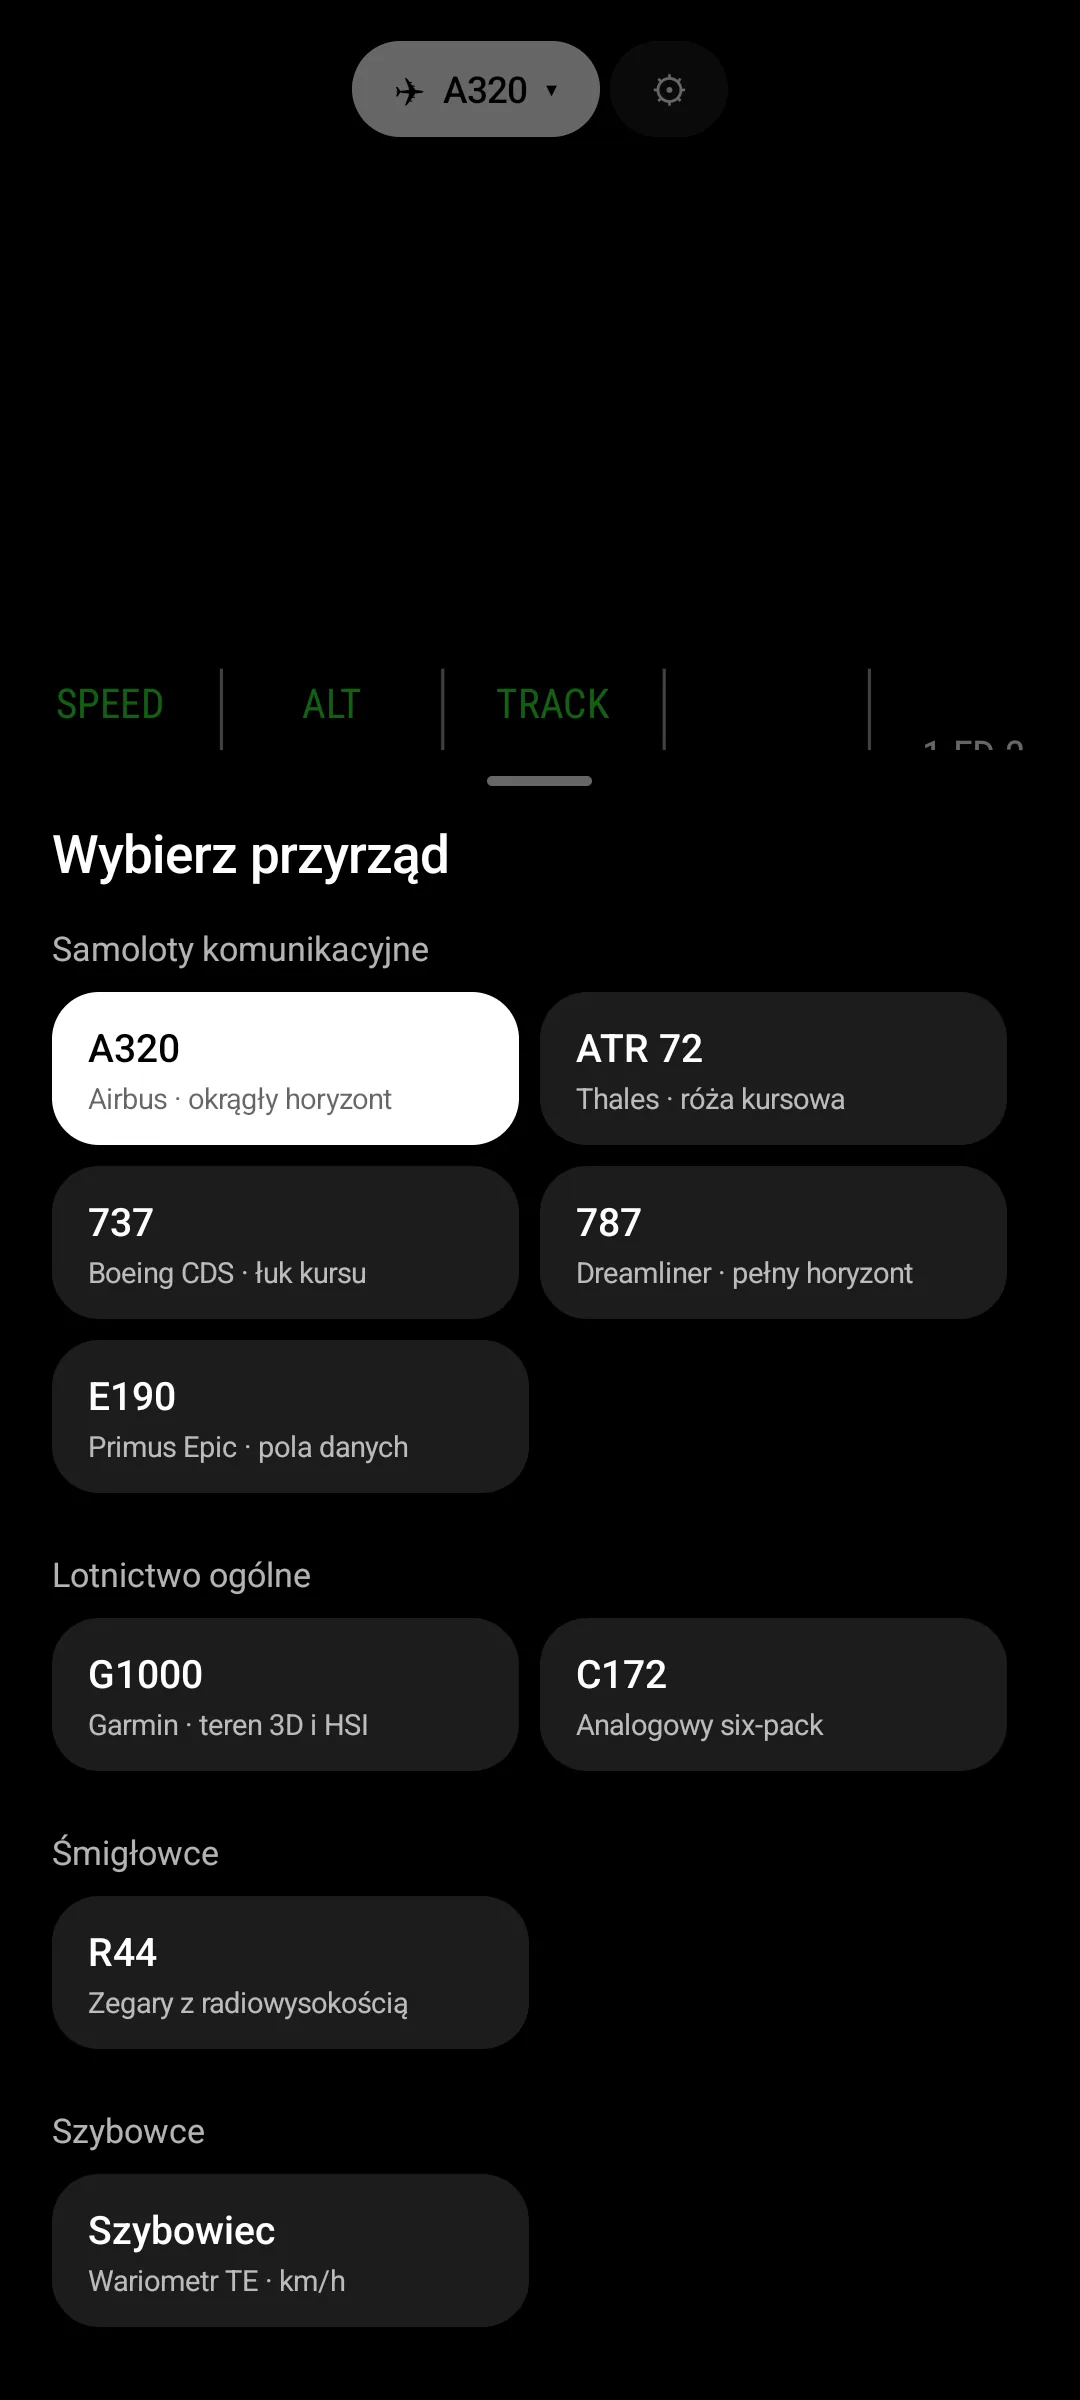 A320
SPEED
ALT
TRACK
Wybierz przyrząd
Samoloty komunikacyjne
A320
Airbus · okrągły horyzont
ATR 72
Thales · róża kursowa
737
Boeing CDS · łuk kursu
787
Dreamliner · pełny horyzont
E190
Primus Epic · pola danych
Lotnictwo ogólne
G1000
Garmin · teren 3D i HSI
C172
Analogowy six-pack
Śmigłowce
R44
Zegary z radiowysokością
Szybowce
Szybowiec
Wariometr TE · km/h